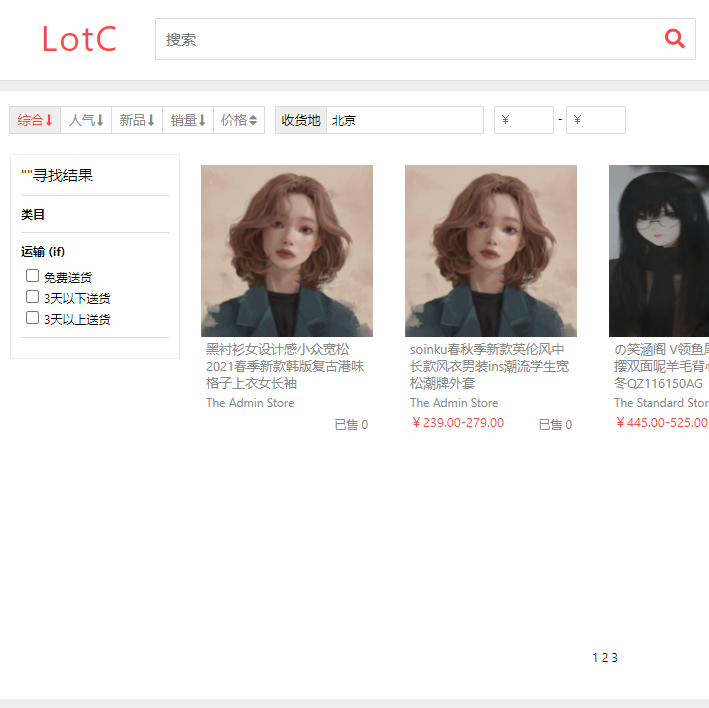 LotC
搜索
综合 人气 新品 销量 价格 收货地 北京 ¥ - ¥
""寻找结果
类目
运输 (if)
免费送货
3天以下送货
3天以上送货
黑衬衫女设计感小众宽松
2021春季新款韩版复古港味
格子上衣女长袖
The Admin Store
已售 0
soinku春秋季新款英伦风中
长款风衣男装ins潮流学生宽
松潮牌外套
The Admin Store
¥239.00-279.00 已售 0
の笑涵阁 V领鱼尾
摆双面呢羊毛背心
冬QZ116150AG
The Standard Stor
¥445.00-525.00
1 2 3